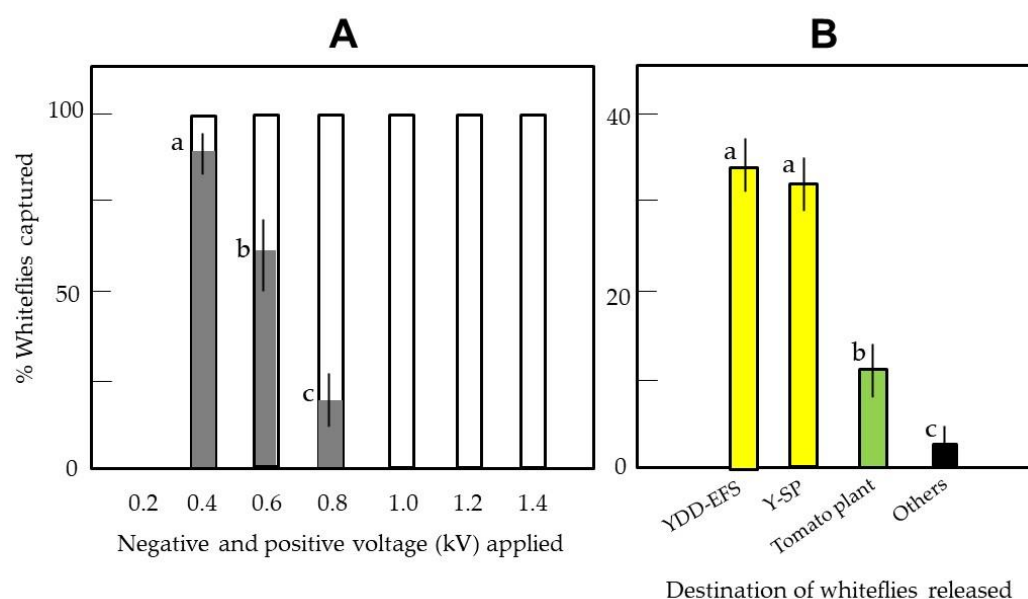 A
B
% Whiteflies captured
100
50
0
a
b
c
0.2 0.4 0.6 0.8 1.0 1.2 1.4
Negative and positive voltage (kV) applied
40
20
0
a
a
b
c
YDD-EFS
Y-SP
Tomato plant
Others
Destination of whiteflies released